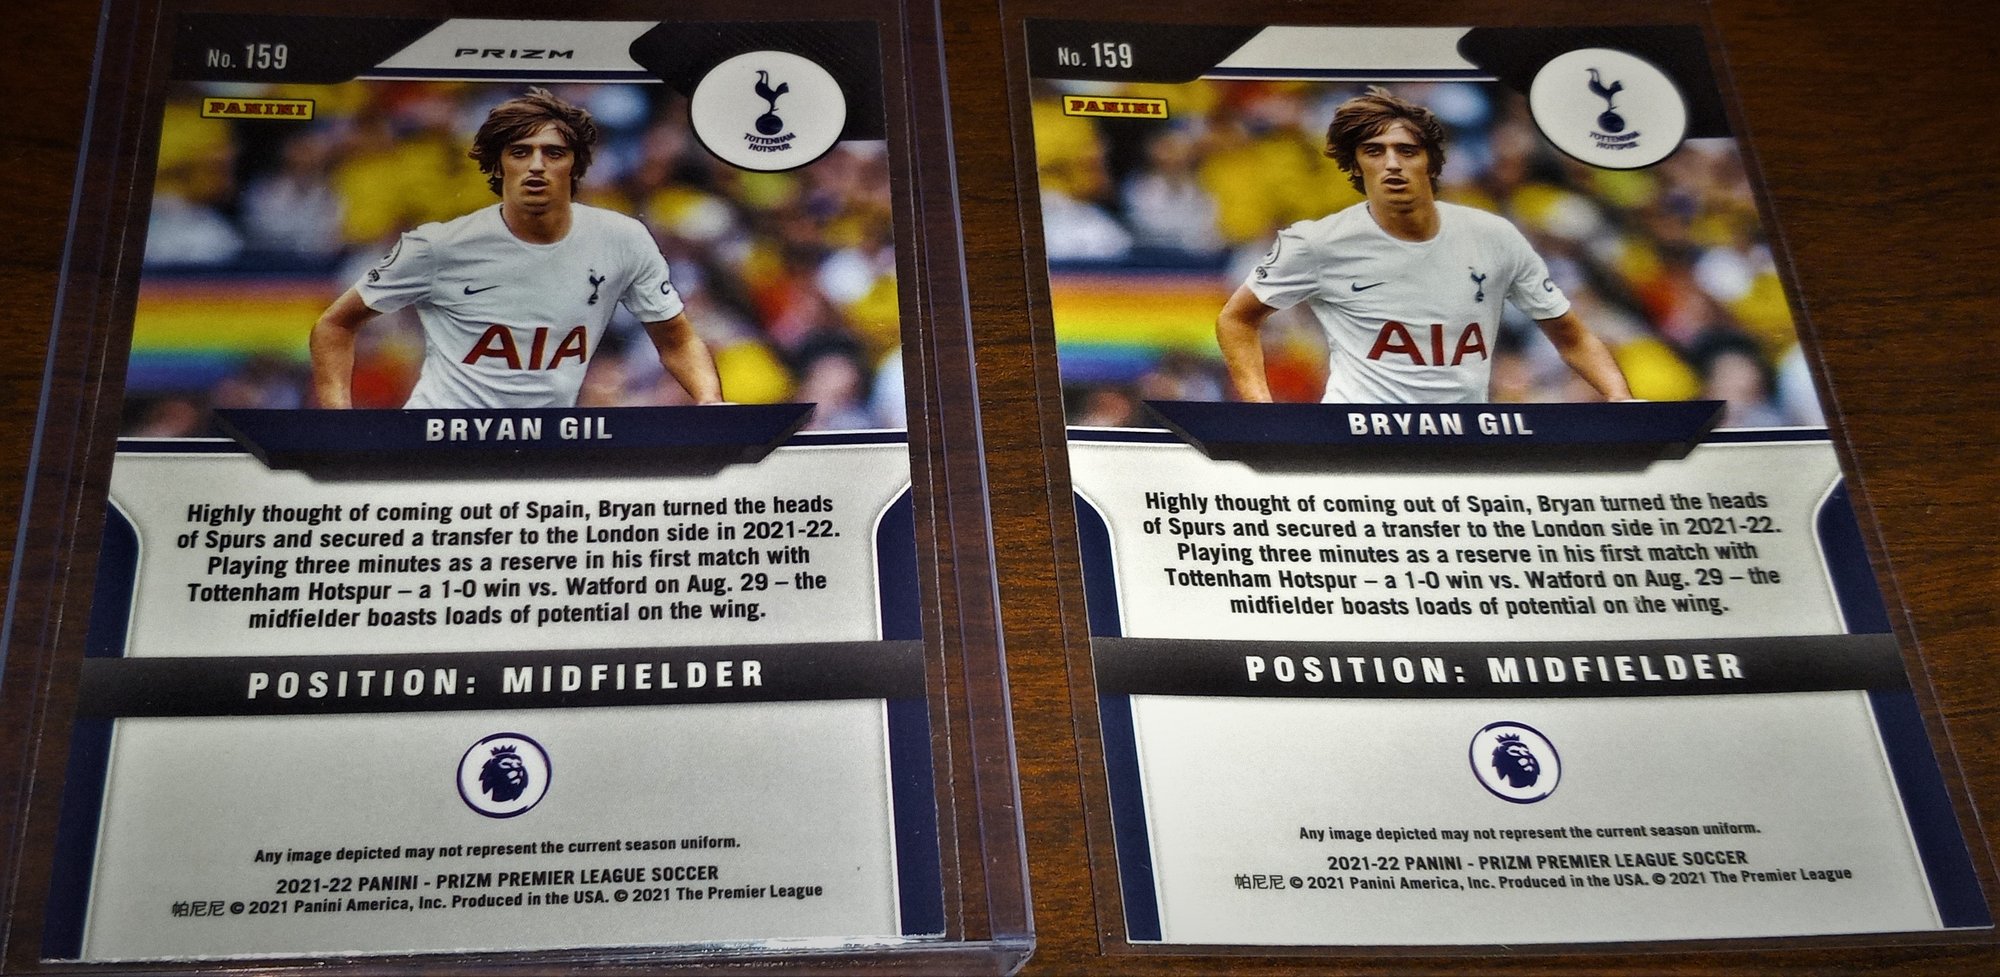 No. 159
PRIZM
PANINI
TOTTENHAM
HOTSPUR
AIA
BRYAN GIL
Highly thought of coming out of Spain, Bryan turned the heads
of Spurs and secured a transfer to the London side in 2021-22.
Playing three minutes as a reserve in his first match with
Tottenham Hotspur – a 1-0 win vs. Watford on Aug. 29 – the
midfielder boasts loads of potential on the wing.
POSITION: MIDFIELDER
Any image depicted may not represent the current season uniform.
2021-22 PANINI - PRIZM PREMIER LEAGUE SOCCER
帕尼尼 © 2021 Panini America, Inc. Produced in the USA. © 2021 The Premier League
No. 159
PANINI
TOTTENHAM
HOTSPUR
AIA
BRYAN GIL
Highly thought of coming out of Spain, Bryan turned the heads
of Spurs and secured a transfer to the London side in 2021-22.
Playing three minutes as a reserve in his first match with
Tottenham Hotspur – a 1-0 win vs. Watford on Aug. 29 – the
midfielder boasts loads of potential on the wing.
POSITION: MIDFIELDER
Any image depicted may not represent the current season uniform.
2021-22 PANINI - PRIZM PREMIER LEAGUE SOCCER
帕尼尼 © 2021 Panini America, Inc. Produced in the USA. © 2021 The Premier League